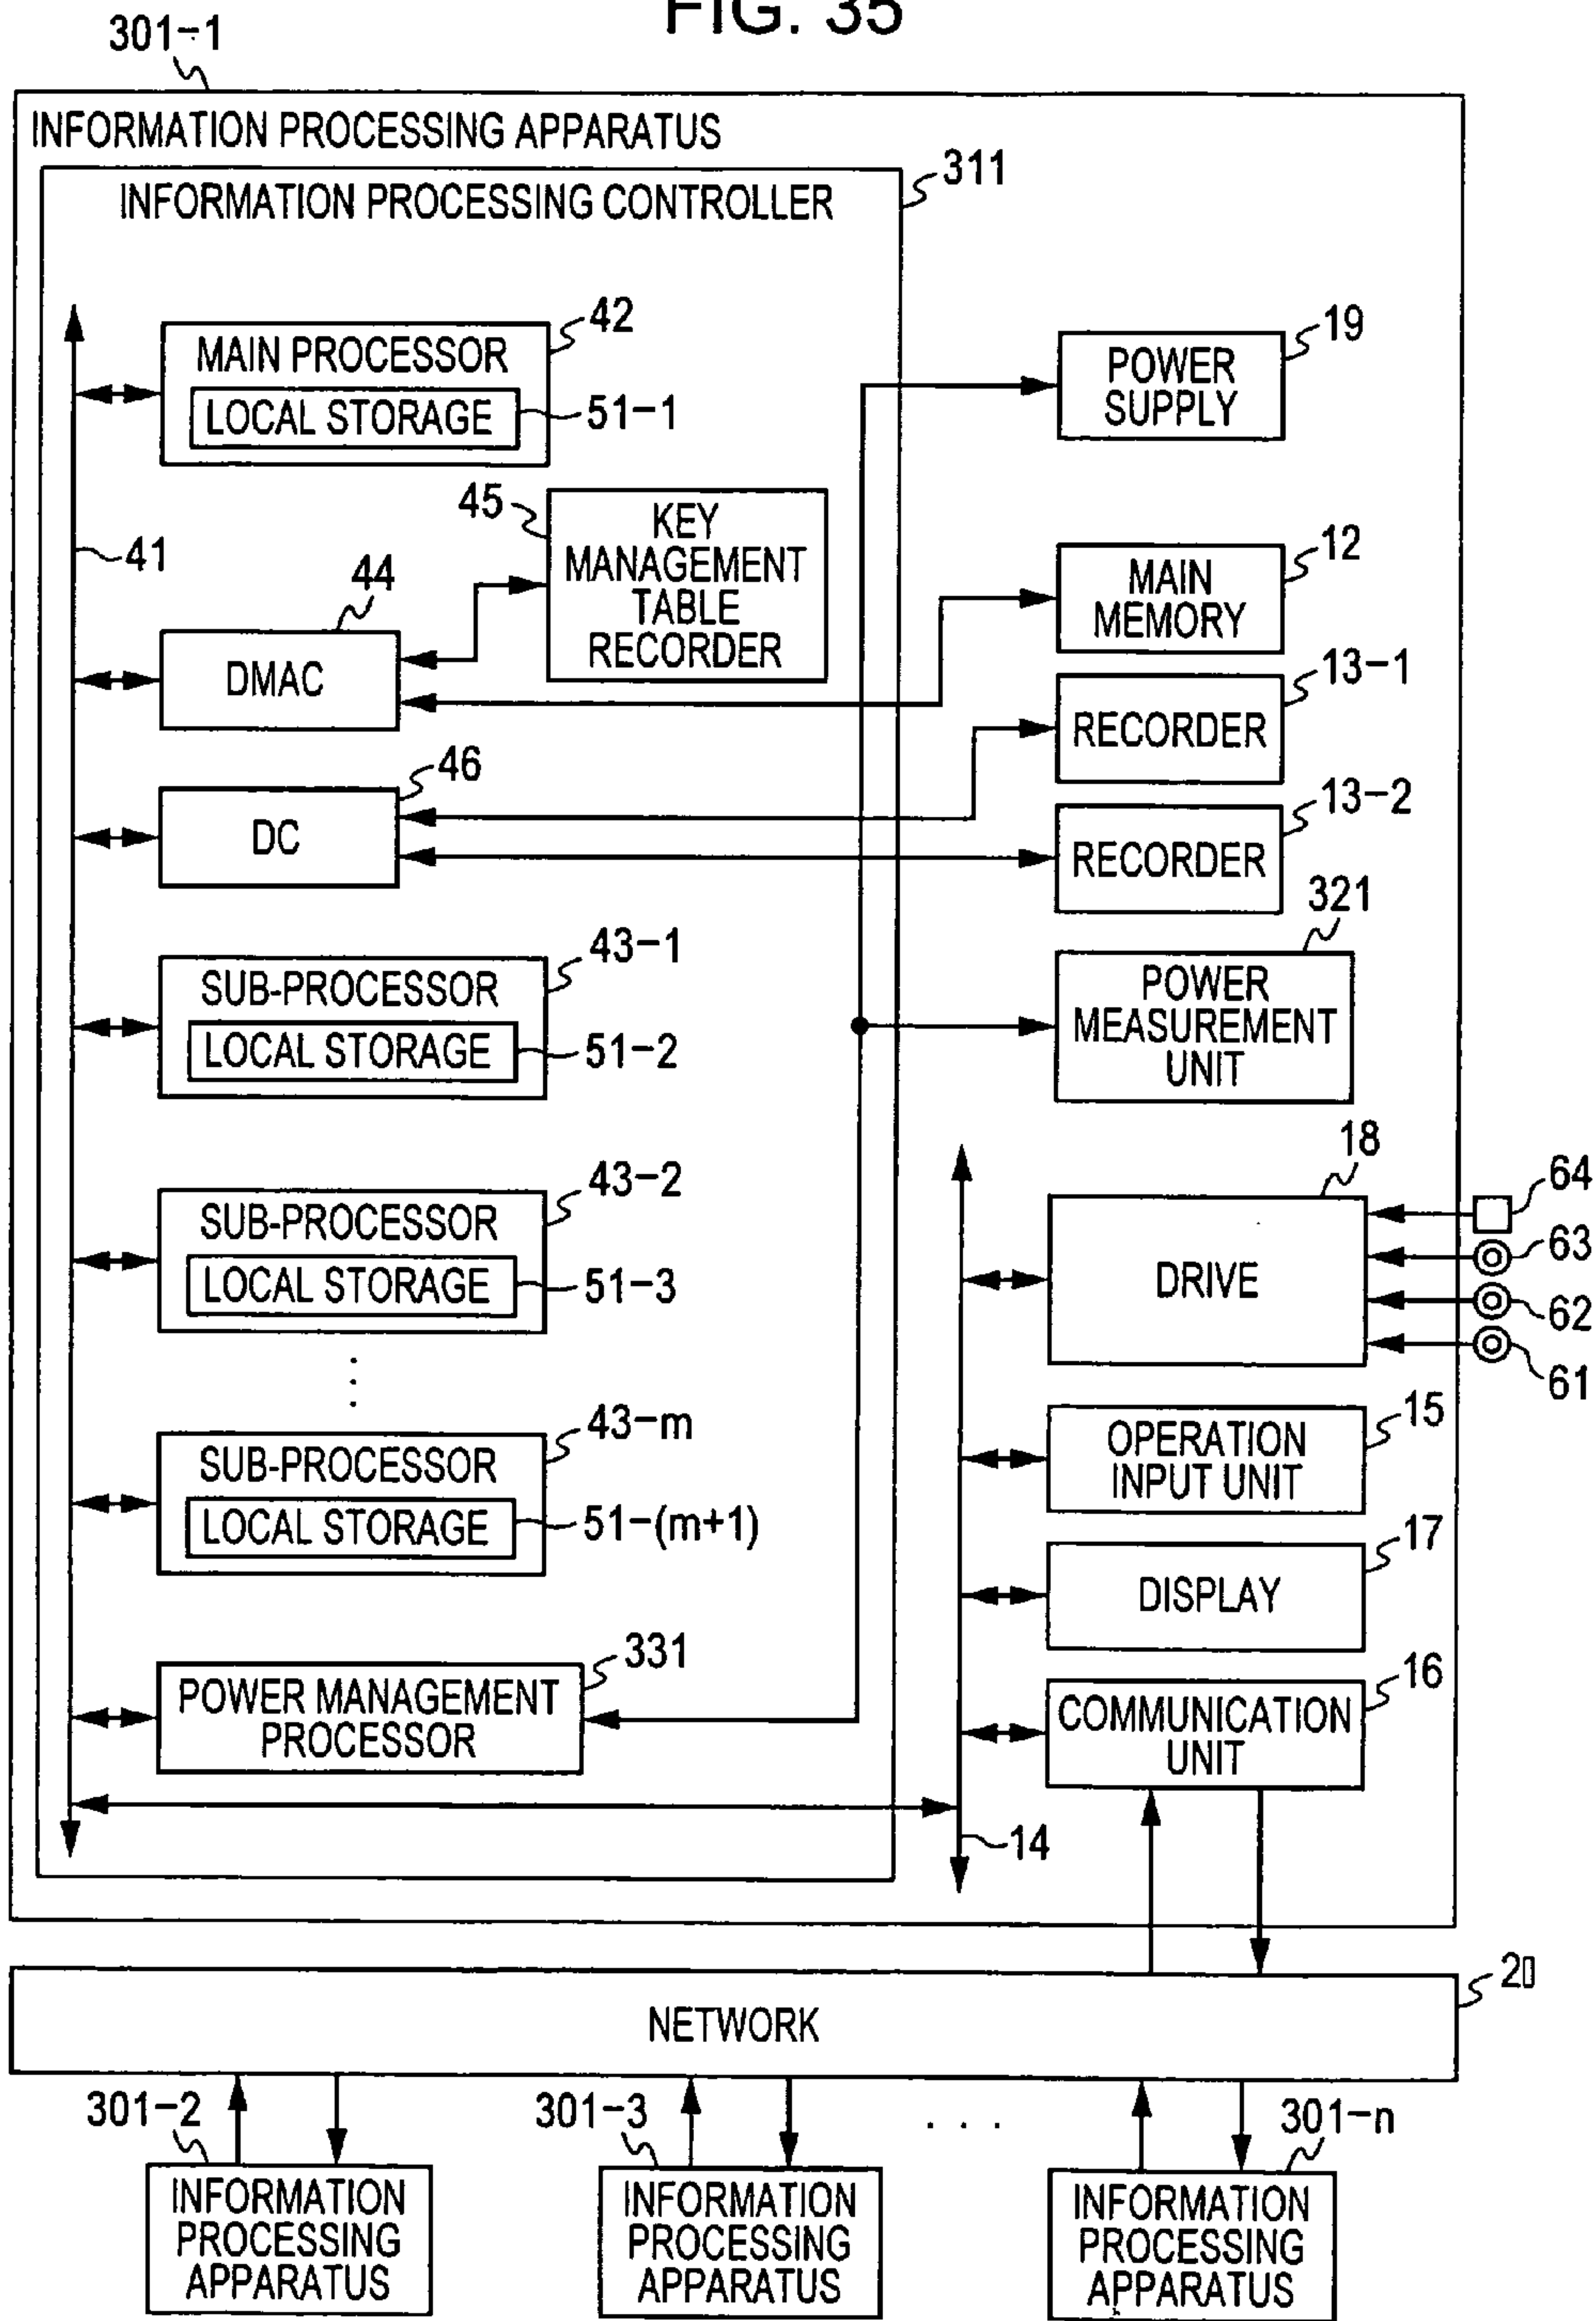 FIG. 35
301-1
INFORMATION PROCESSING APPARATUS
311
INFORMATION PROCESSING CONTROLLER
42
MAIN PROCESSOR
LOCAL STORAGE
51-1
19
POWER
SUPPLY
45
KEY
MANAGEMENT
TABLE
RECORDER
41
44
DMAC
12
MAIN
MEMORY
13-1
RECORDER
46
DC
13-2
RECORDER
43-1
SUB-PROCESSOR
LOCAL STORAGE
51-2
321
POWER
MEASUREMENT
UNIT
43-2
SUB-PROCESSOR
LOCAL STORAGE
51-3
18
DRIVE
64
63
62
61
43-m
SUB-PROCESSOR
LOCAL STORAGE
51-(m+1)
15
OPERATION
INPUT UNIT
17
DISPLAY
331
POWER MANAGEMENT
PROCESSOR
16
COMMUNICATION
UNIT
14
20
NETWORK
301-2
INFORMATION
PROCESSING
APPARATUS
301-3
INFORMATION
PROCESSING
APPARATUS
. . .
301-n
INFORMATION
PROCESSING
APPARATUS